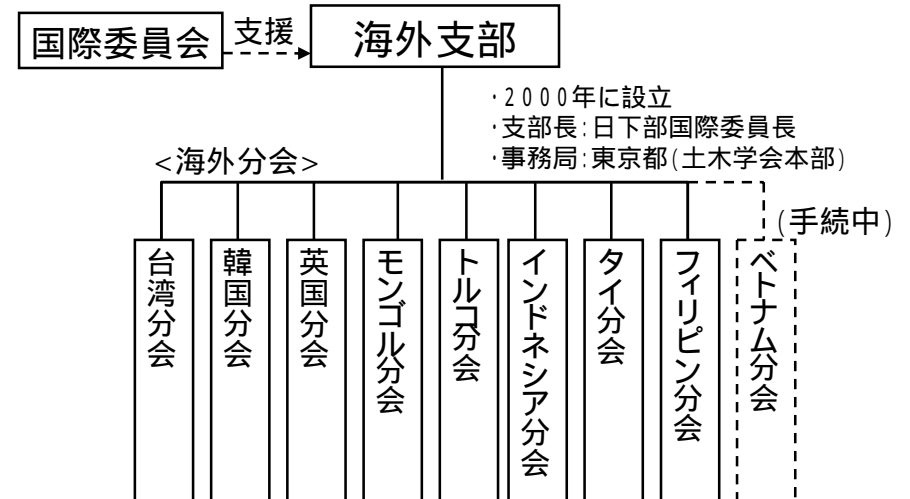 国際委員会
支援
海外支部
・2000年に設立
・支部長:日下部国際委員長
・事務局:東京都(土木学会本部)
<海外分会>
(手続中)
台湾分会
韓国分会
英国分会
モンゴル分会
トルコ分会
インドネシア分会
タイ分会
フィリピン分会
ベトナム分会